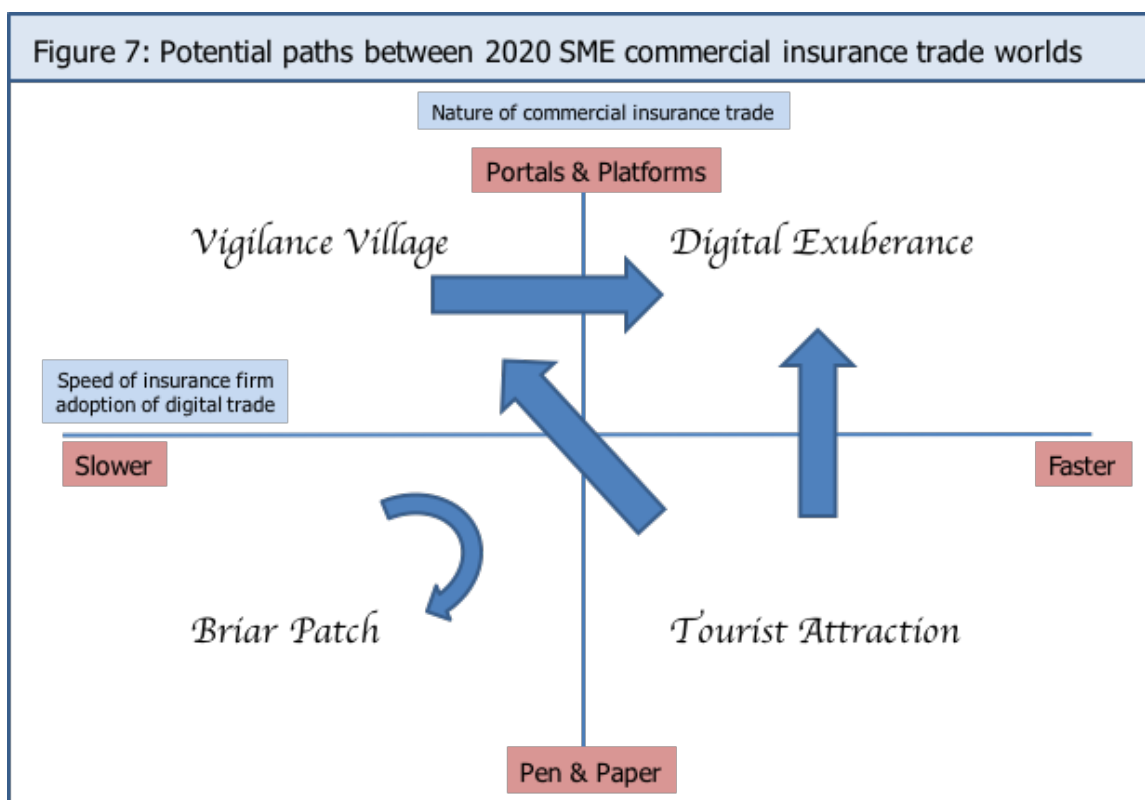 Figure 7: Potential paths between 2020 SME commercial insurance trade worlds
Nature of commercial insurance trade
Portals & Platforms
Vigilance Village
Digital Exuberance
Speed of insurance firm
adoption of digital trade
Slower
Faster
Briar Patch
Tourist Attraction
Pen & Paper